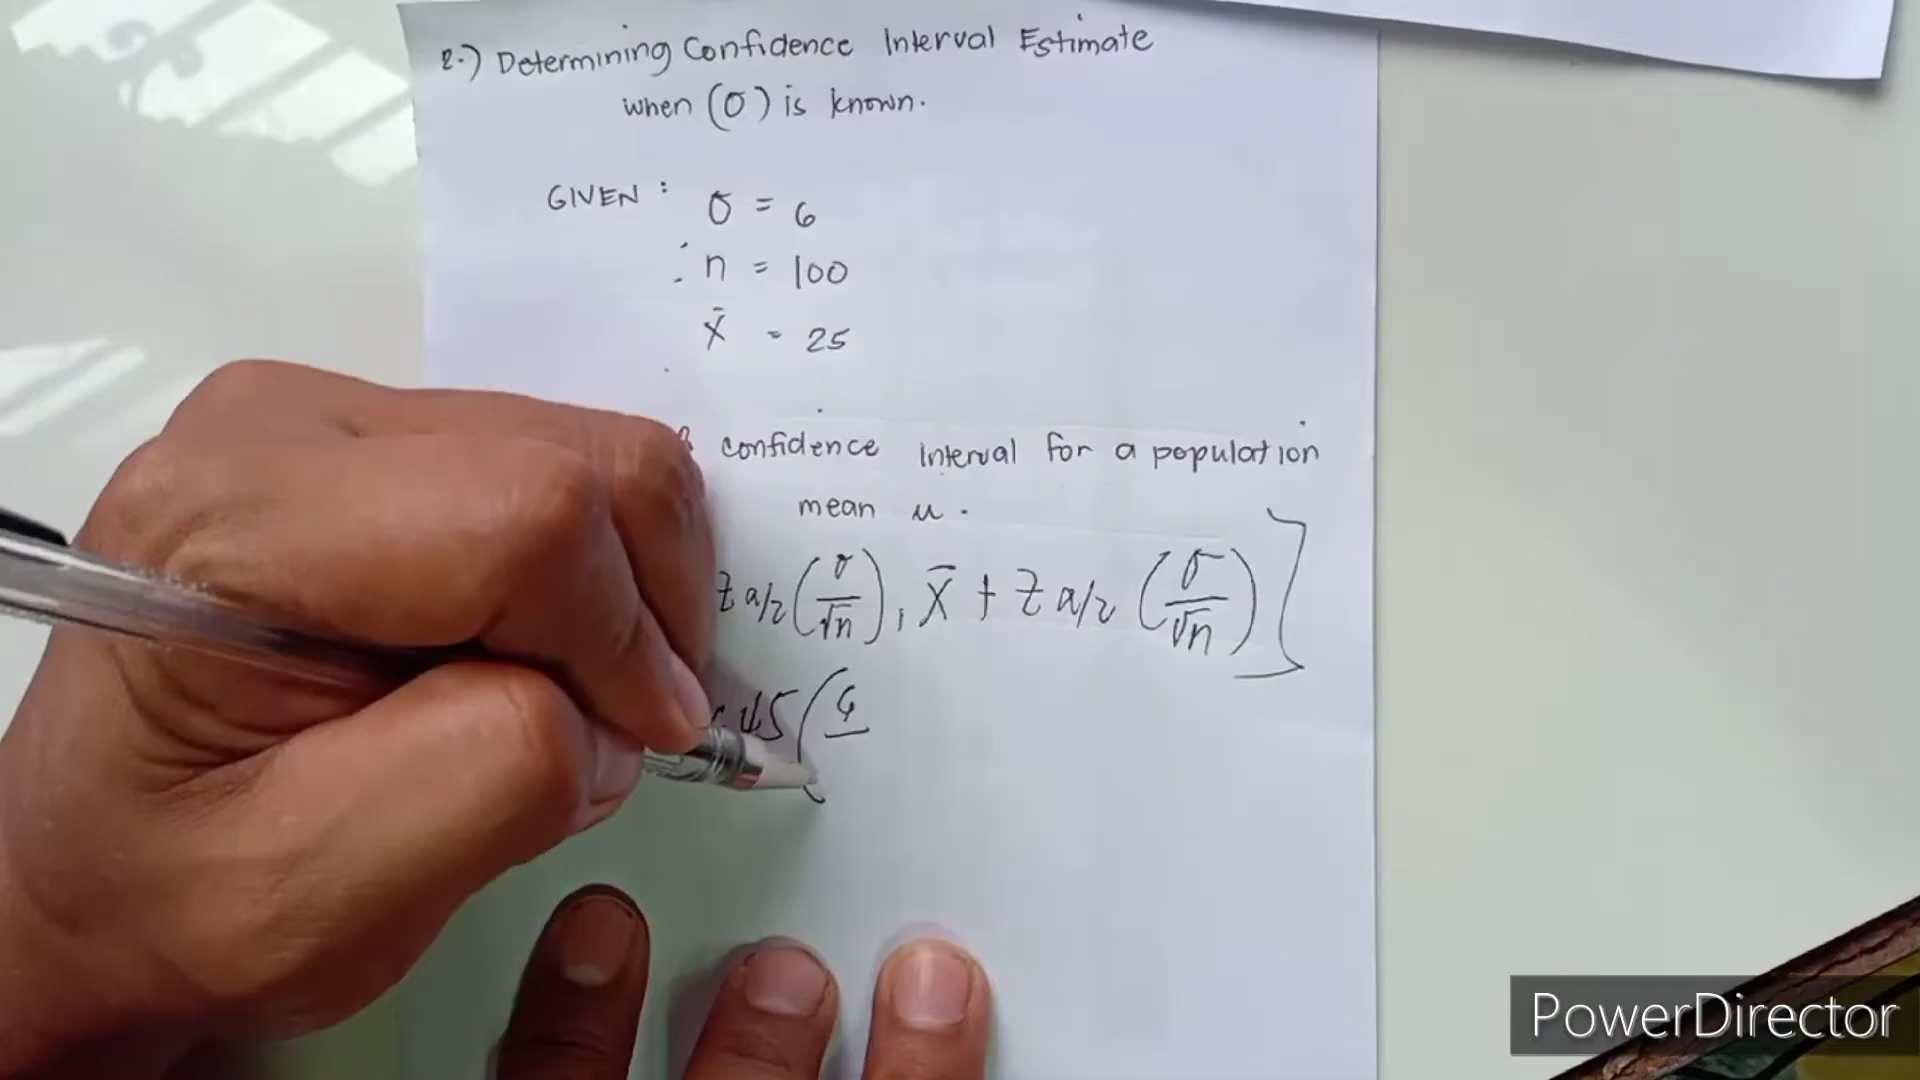 2.) Determining Confidence Interval Estimate
when (σ) is known.
GIVEN : σ = 6
n = 100
x̄ = 25
confidence interval for a population
mean μ.
z a/2 (σ/√n), x̄ + z a/2 (σ/√n)]
.45 (6
PowerDirector